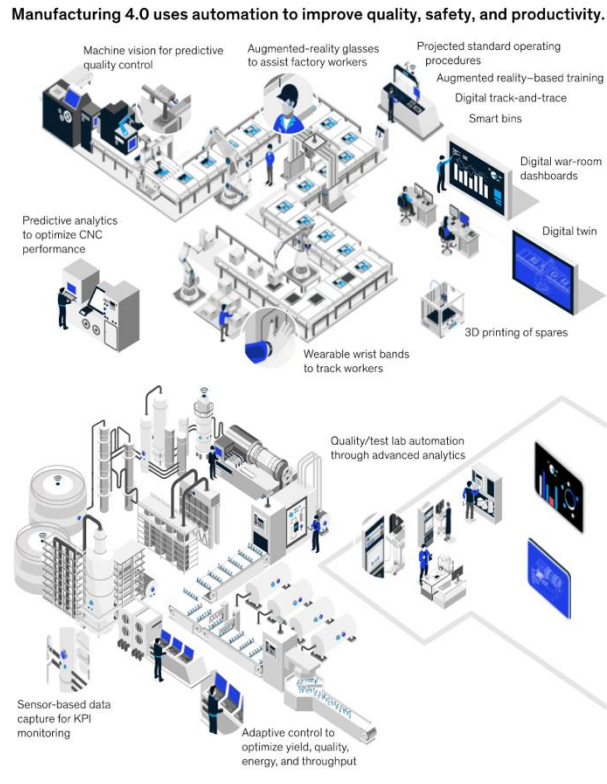 Manufacturing 4.0 uses automation to improve quality, safety, and productivity.
Machine vision for predictive
quality control
Augmented-reality glasses
to assist factory workers
Projected standard operating
procedures
Augmented reality–based training
Digital track-and-trace
Smart bins
Digital war-room
dashboards
Predictive analytics
to optimize CNC
performance
Digital twin
3D printing of spares
Wearable wrist bands
to track workers
Quality/test lab automation
through advanced analytics
Sensor-based data
capture for KPI
monitoring
Adaptive control to
optimize yield, quality,
energy, and throughput